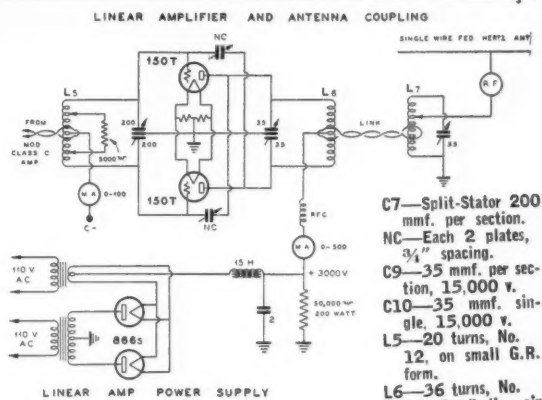 LINEAR AMPLIFIER AND ANTENNA COUPLING
SINGLE WIRE FED HERTZ ANT
NC
150T
L5
L6
L7
RF
FROM
MOD
CLASS C
AMP
5000 "ω"
200
200
35
35
LINK
35
MA
0-100
C-
150T
NC
RFC
MA
0-500
+ 3000V
15 H
2
50,000 "ω"
200 WATT.
110 V
AC
110 V
AC
866s
LINEAR AMP POWER SUPPLY
C7—Split-Stator 200
mmf. per section.
NC—Each 2 plates,
3/4" spacing.
C9—35 mmf. per sec-
tion, 15,000 v.
C10—35 mmf. sin-
gle, 15,000 v.
L5—20 turns, No.
12, on small G.R.
form.
L6—36 turns, No.